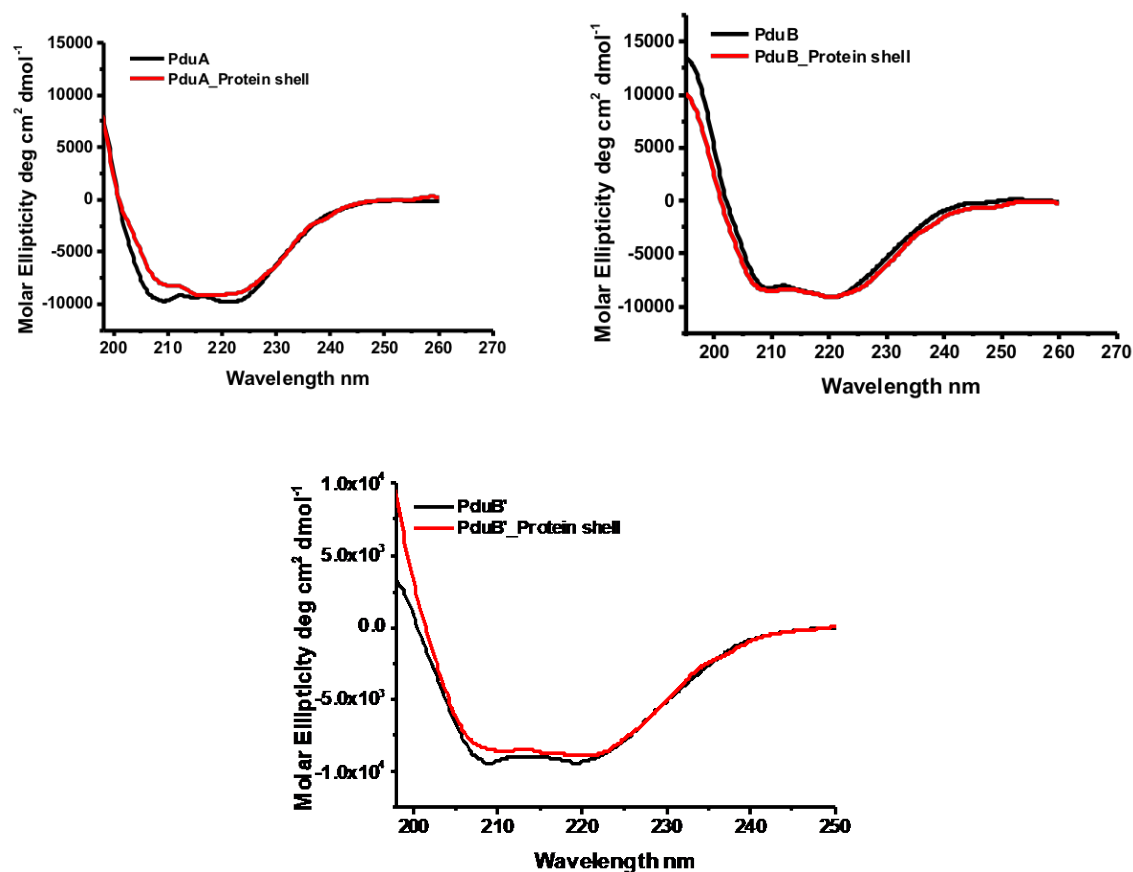 PduA
PduA_Protein shell
15000
10000
5000
0
-5000
-10000
Molar Ellipticity deg cm² dmol⁻¹
200 210 220 230 240 250 260 270
Wavelength nm
PduB
PduB_Protein shell
15000
10000
5000
0
-5000
-10000
Molar Ellipticity deg cm² dmol⁻¹
200 210 220 230 240 250 260 270
Wavelength nm
PduB'
PduB'_Protein shell
1.0x10⁴
5.0x10³
0.0
-5.0x10³
-1.0x10⁴
Molar Ellipticity deg cm² dmol⁻¹
200 210 220 230 240 250
Wavelength nm